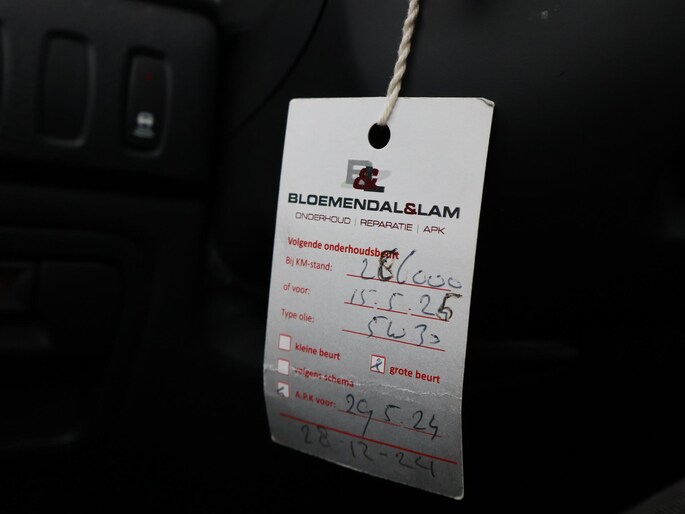 B&L
BLOEMENDAL&LAM
ONDERHOUD | REPARATIE | APK
Volgende onderhoudsbeurt
Bij KM-stand: 286000
of voor: 15.5.25
Type olie: 5W30
kleine beurt
grote beurt
volgens schema
A.P.K voor: 29.5.24
28-12-24